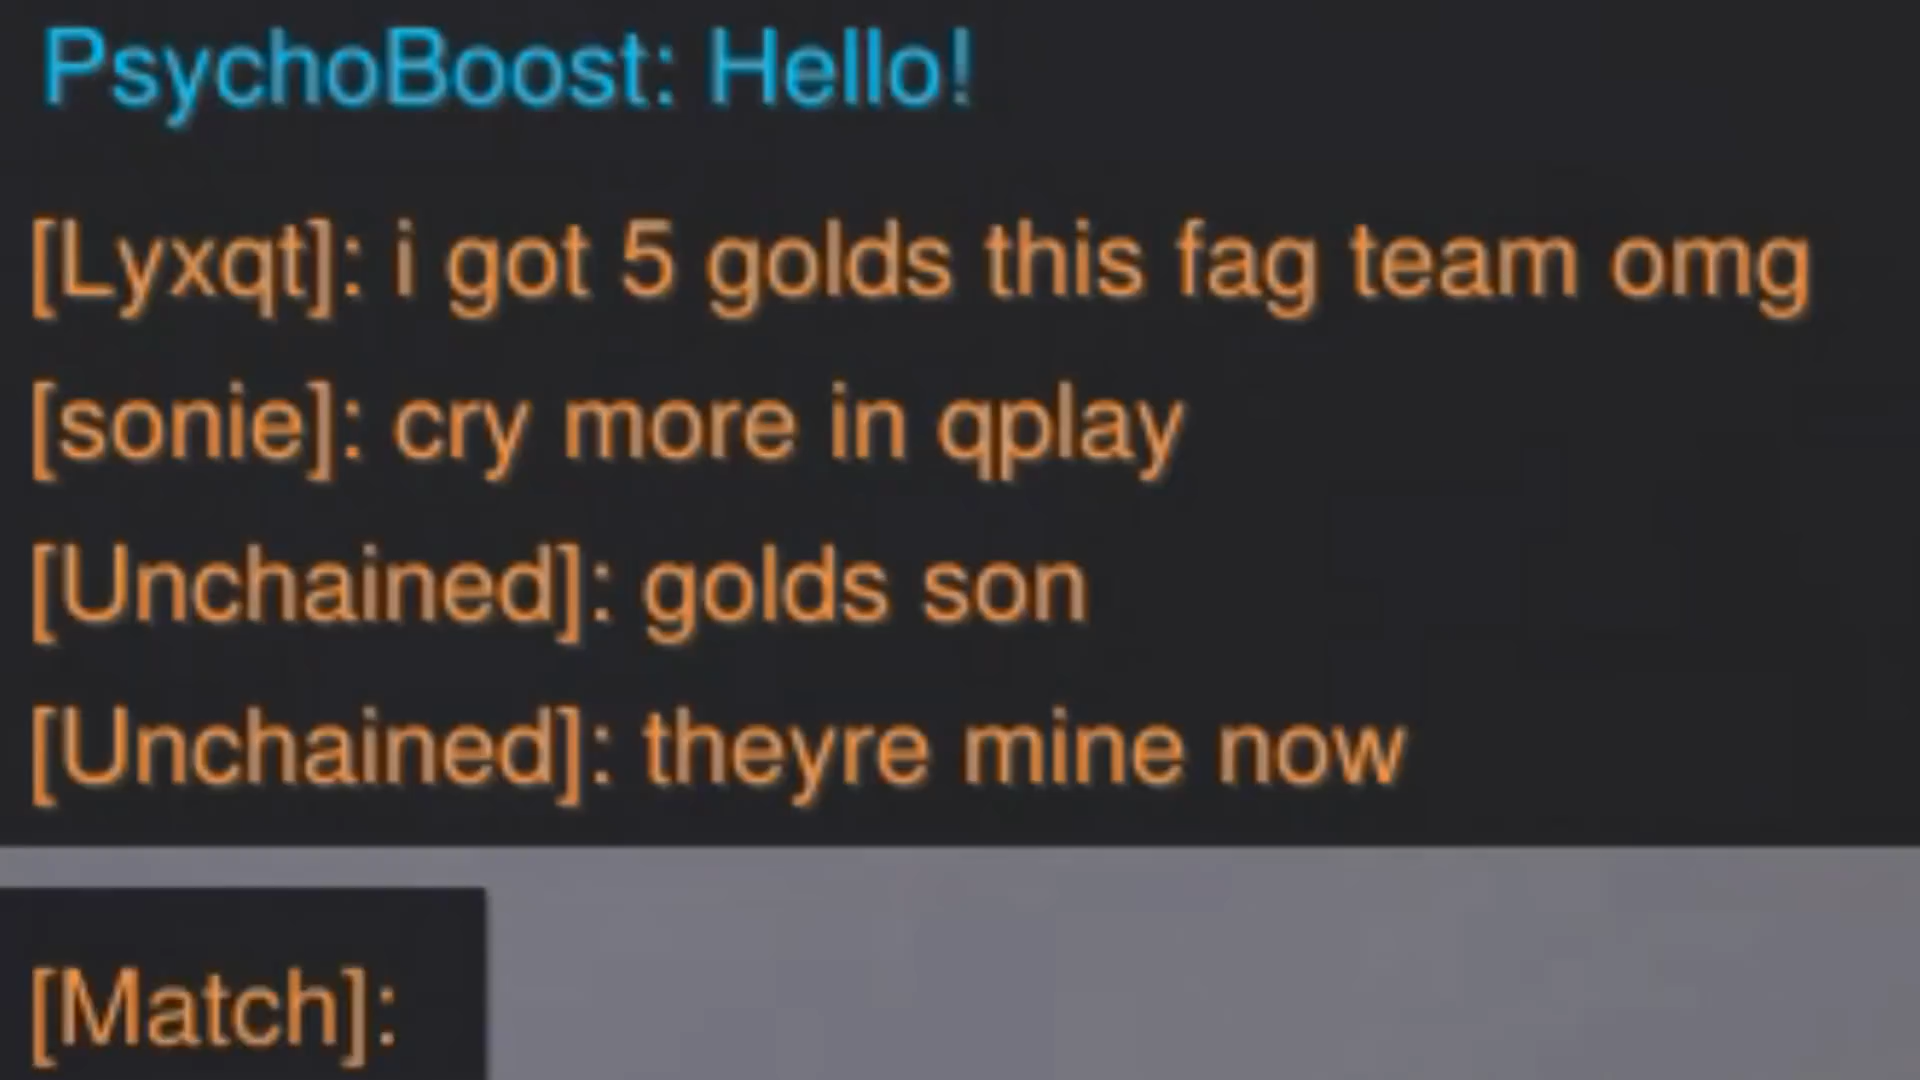 PsychoBoost: Hello!
[Lyxqt]: i got 5 golds this fag team omg
[sonie]: cry more in qplay
[Unchained]: golds son
[Unchained]: theyre mine now
[Match]: